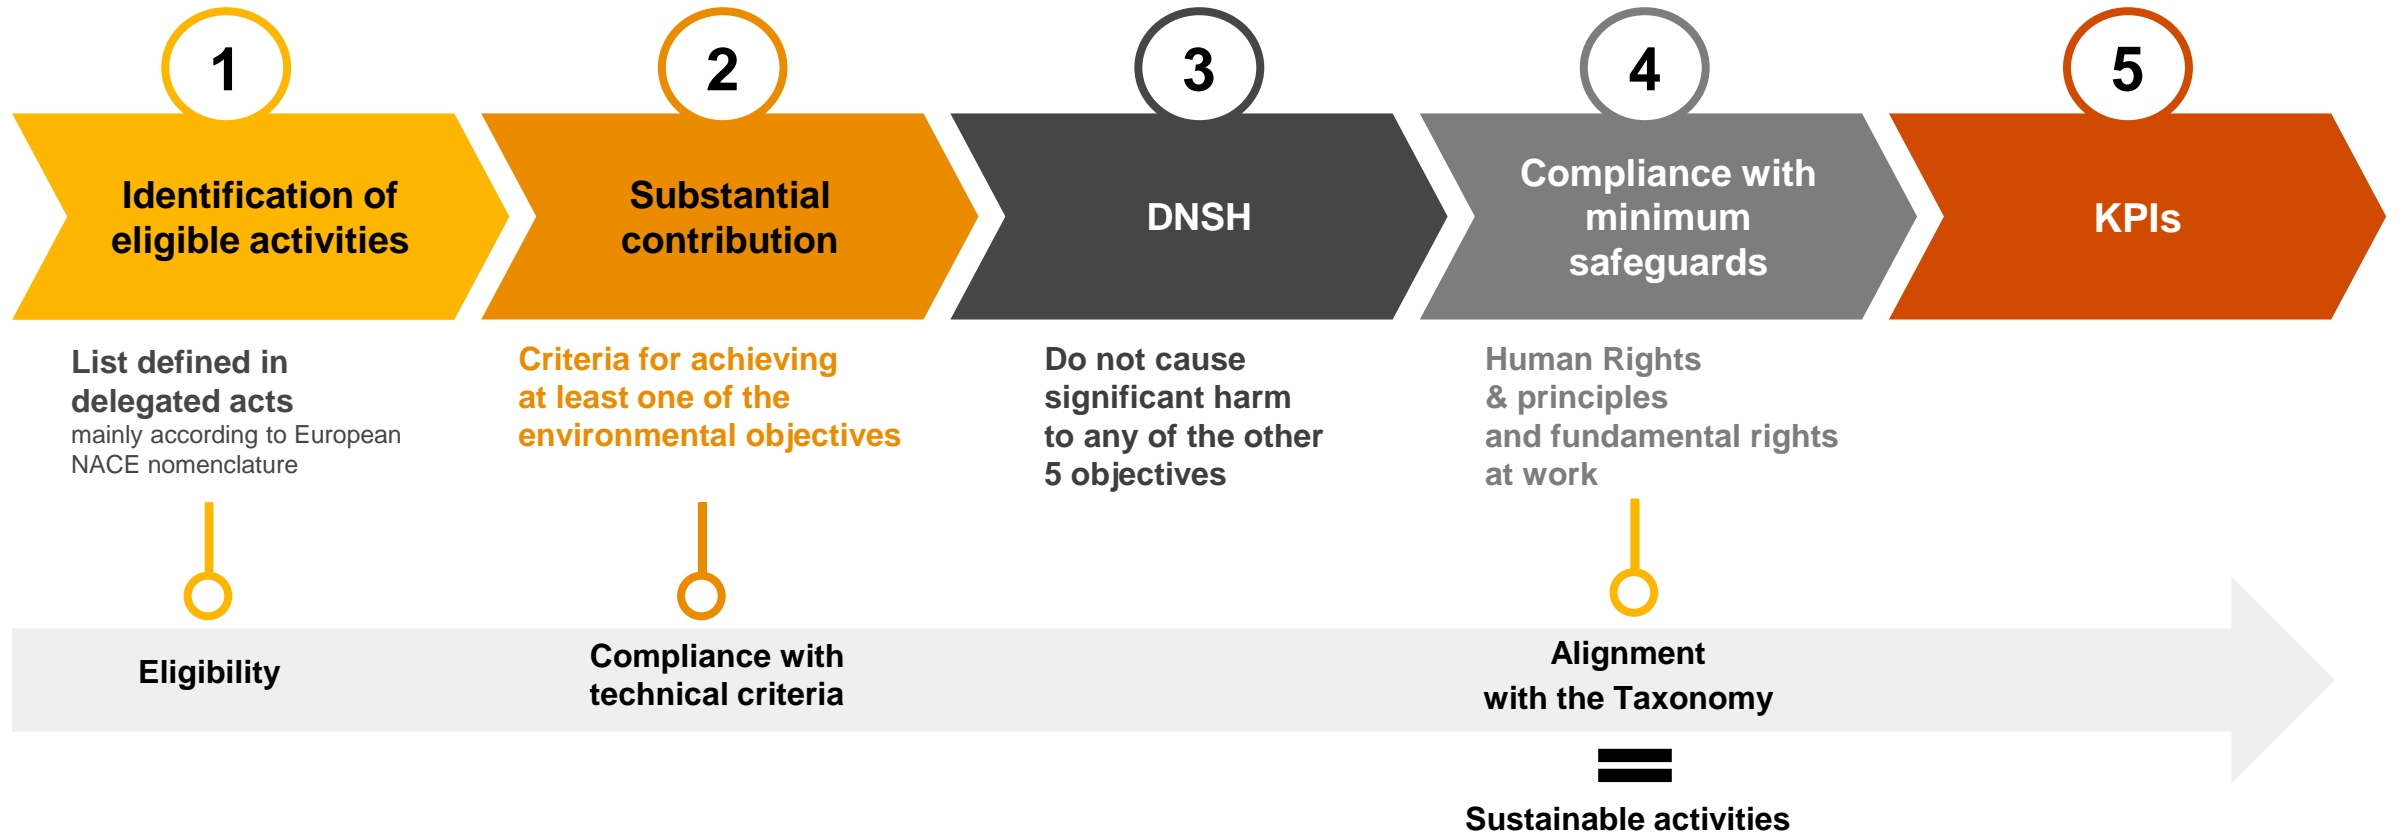 1
Identification of
eligible activities
List defined in
delegated acts
mainly according to European
NACE nomenclature
2
Substantial
contribution
Criteria for achieving
at least one of the
environmental objectives
3
DNSH
Do not cause
significant harm
to any of the other
5 objectives
4
Compliance with
minimum
safeguards
Human Rights
& principles
and fundamental rights
at work
5
KPIs
Eligibility
Compliance with
technical criteria
Alignment
with the Taxonomy
=
Sustainable activities